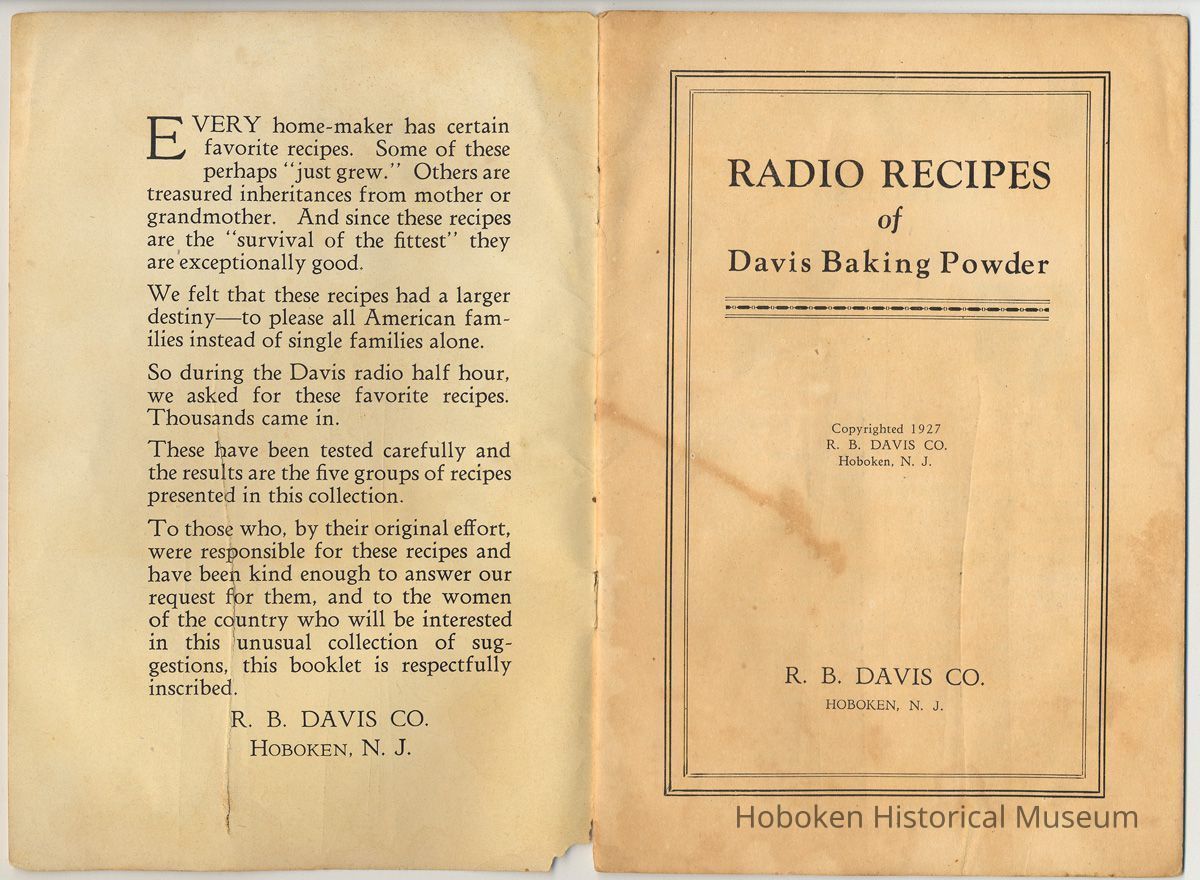 EVERY home-maker has certain
favorite recipes. Some of these
perhaps "just grew." Others are
treasured inheritances from mother or
grandmother. And since these recipes
are the "survival of the fittest" they
are exceptionally good.
We felt that these recipes had a larger
destiny—to please all American fam-
ilies instead of single families alone.
So during the Davis radio half hour,
we asked for these favorite recipes.
Thousands came in.
These have been tested carefully and
the results are the five groups of recipes
presented in this collection.
To those who, by their original effort,
were responsible for these recipes and
have been kind enough to answer our
request for them, and to the women
of the country who will be interested
in this unusual collection of sug-
gestions, this booklet is respectfully
inscribed.
R. B. DAVIS CO.
HOBOKEN, N. J.
RADIO RECIPES
of
Davis Baking Powder
Copyrighted 1927
R. B. DAVIS CO.
Hoboken, N. J.
R. B. DAVIS CO.
HOBOKEN, N. J.
Hoboken Historical Museum